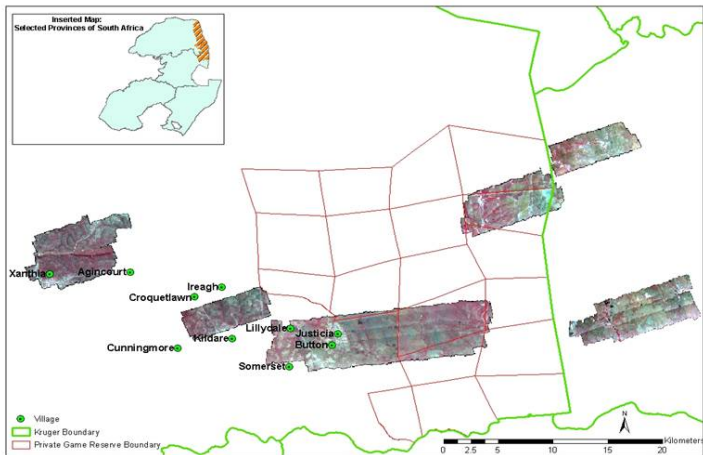 Inserted Map:
Selected Provinces of South Africa
Xanthia
Agincourt
Ireagh
Croquetlawn
Lillycale
Justicia
Kildare
Button
Cunningmore
Somerset
Village
Kruger Boundary
Private Game Reserve Boundary
N
Kilometers
0 2.5 5 10 15 20